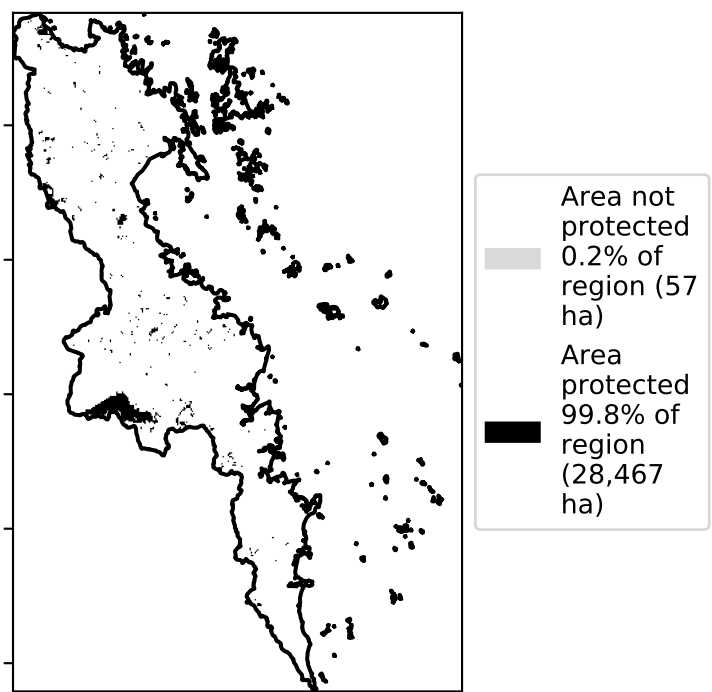 Area not
protected
0.2% of
region (57
ha)
Area
protected
99.8% of
region
(28,467
ha)